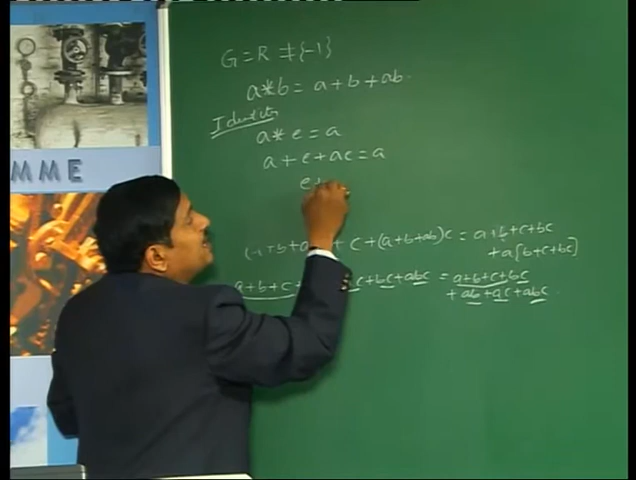 G = R ≠ {-1}
a * b = a + b + ab.
Identity
a * e = a
a + e + ae = a
e +
MME
+ b + a + c + (a + b + ab)c = a + b + c + bc
+ a[b + c + bc]
a + b + c + c + bc + abc = a + b + c + bc
+ ab + ac + abc.